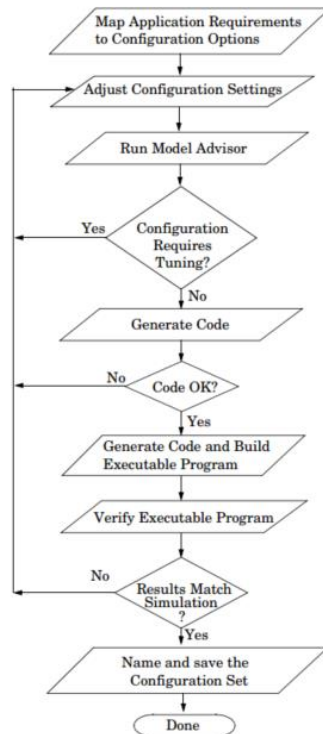 Map Application Requirements
to Configuration Options
Adjust Configuration Settings
Run Model Advisor
Yes
Configuration
Requires
Tuning?
No
Generate Code
No
Code OK?
Yes
Generate Code and Build
Executable Program
Verify Executable Program
No
Results Match
Simulation
?
Yes
Name and save the
Configuration Set
Done